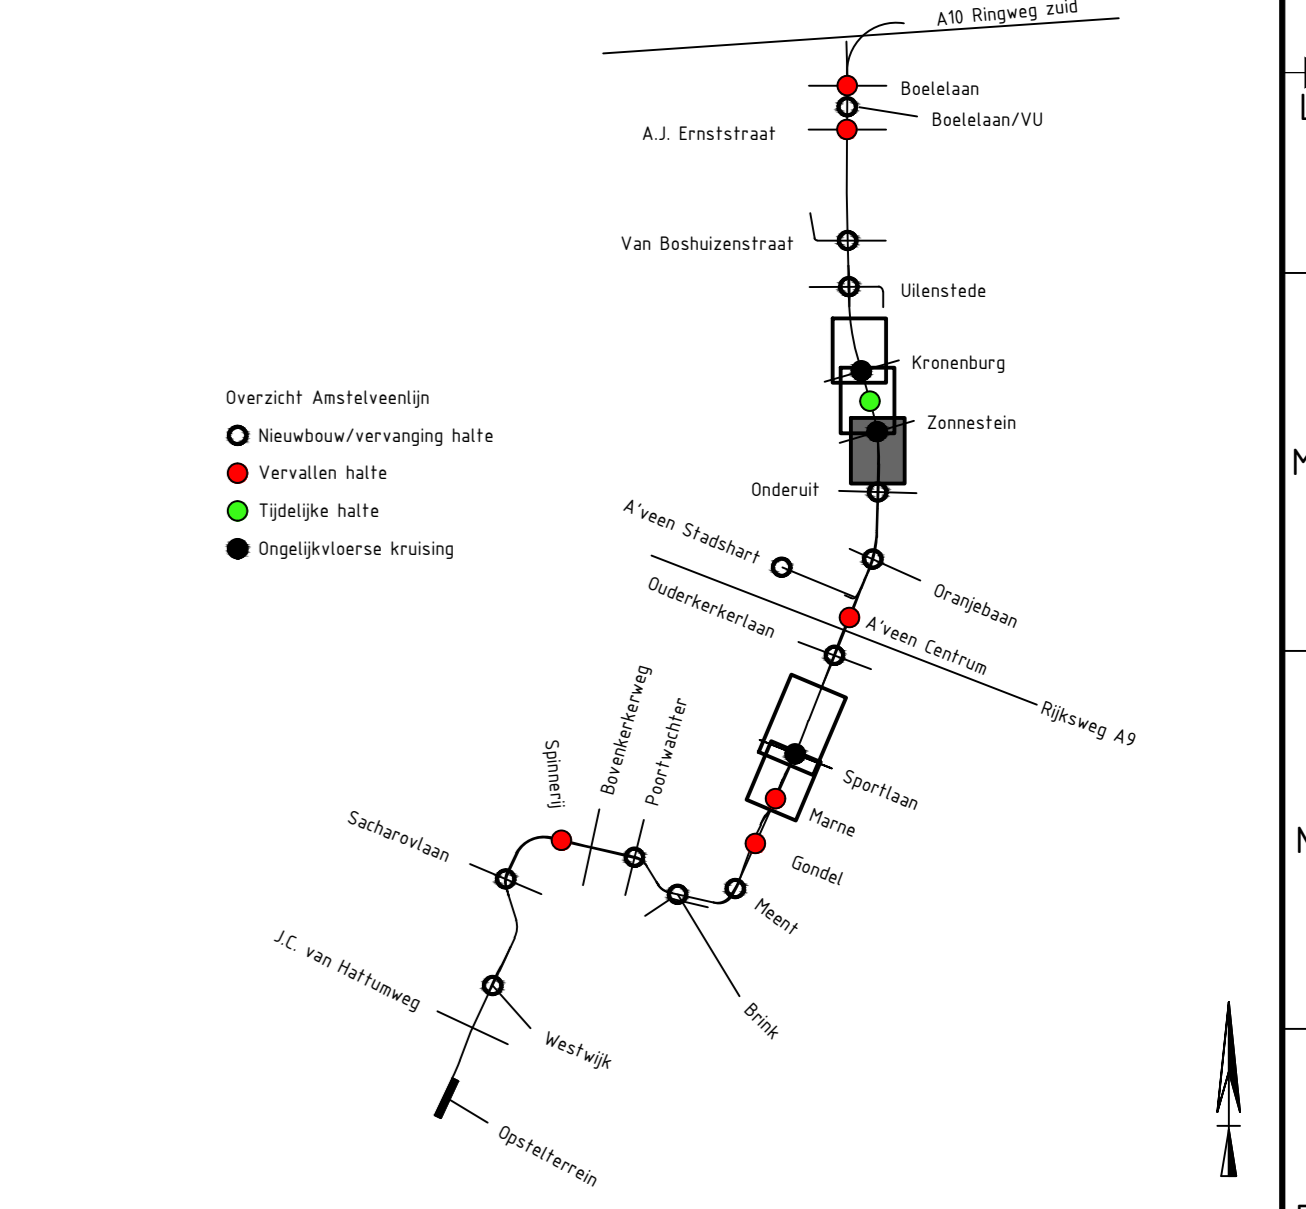 A10 Ringweg zuid
Boelelaan
Boelelaan/VU
A.J. Ernststraat
Van Boshuizenstraat
Uilenstede
Kronenburg
Overzicht Amstelveenlijn
Nieuwbouw/vervanging halte
Vervallen halte
Tijdelijke halte
Ongelijkvloerse kruising
Zonnestein
Onderuit
A'veen Stadshart
Ouderkerkerlaan
Oranjebaan
A'veen Centrum
Rijksweg A9
Spinnerij
Bovenkerkerweg
Poortwachter
Sportlaan
Marne
Gondel
Meent
Sacharovlaan
J.C. van Hattumweg
Brink
Westwijk
Opstelterrein